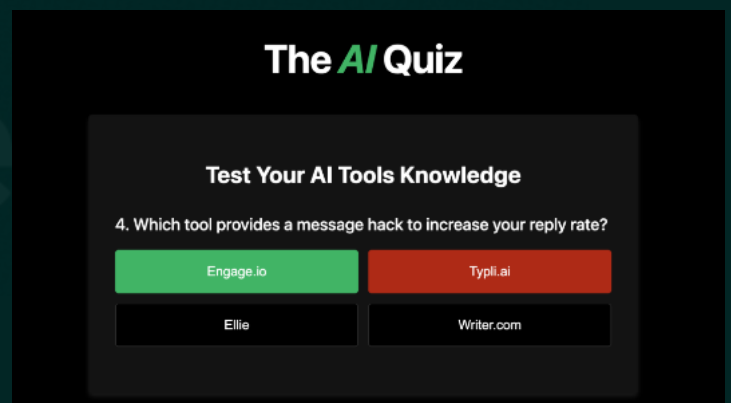 The AI Quiz
Test Your AI Tools Knowledge
4. Which tool provides a message hack to increase your reply rate?
Engage.io
Typli.ai
Ellie
Writer.com